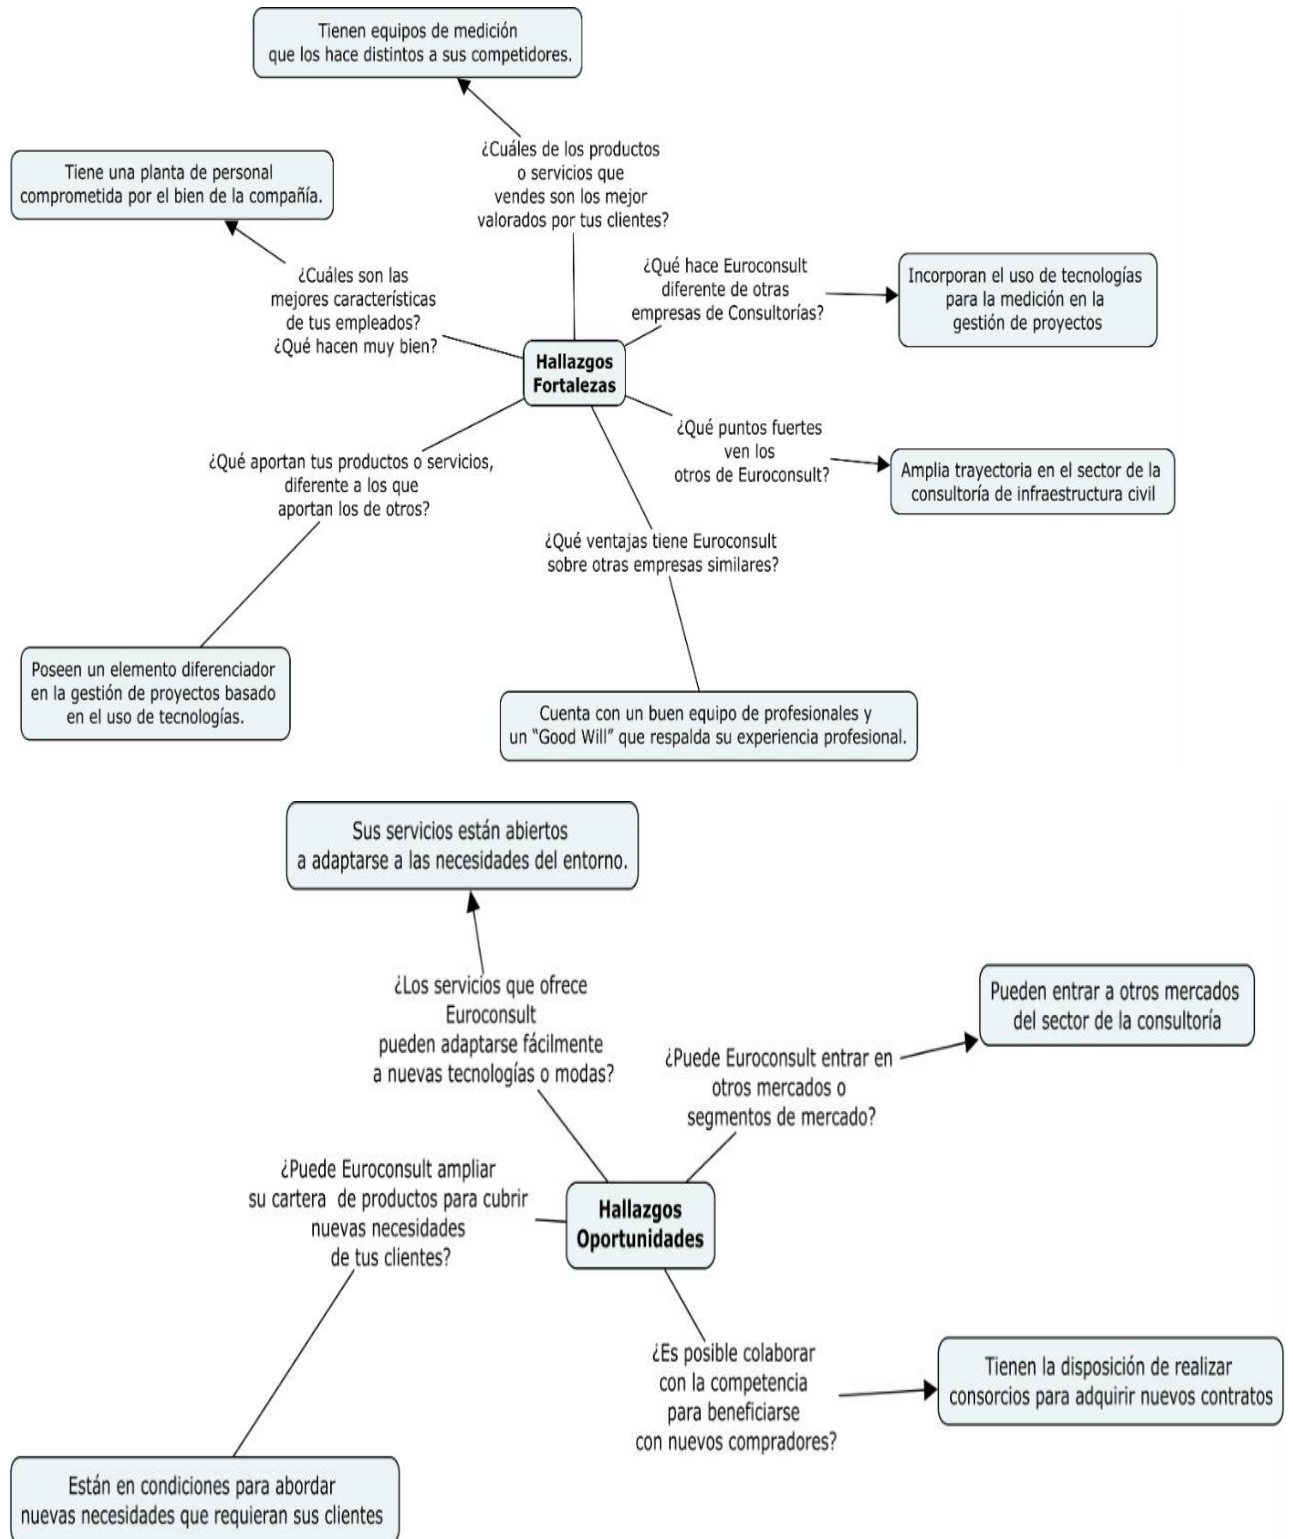 Tienen equipos de medición
que los hace distintos a sus competidores.
¿Cuáles de los productos
o servicios que
vendes son los mejor
valorados por tus clientes?
Tiene una planta de personal
comprometida por el bien de la compañía.
¿Cuáles son las
mejores características
de tus empleados?
¿Qué hacen muy bien?
¿Qué hace Euroconsult
diferente de otras
empresas de Consultorías?
Incorporan el uso de tecnologías
para la medición en la
gestión de proyectos
Hallazgos
Fortalezas
¿Qué puntos fuertes
ven los
otros de Euroconsult?
Amplia trayectoria en el sector de la
consultoría de infraestructura civil
¿Qué aportan tus productos o servicios,
diferente a los que
aportan los de otros?
¿Qué ventajas tiene Euroconsult
sobre otras empresas similares?
Poseen un elemento diferenciador
en la gestión de proyectos basado
en el uso de tecnologías.
Cuenta con un buen equipo de profesionales y
un “Good Will” que respalda su experiencia profesional.
Sus servicios están abiertos
a adaptarse a las necesidades del entorno.
¿Los servicios que ofrece
Euroconsult
pueden adaptarse fácilmente
a nuevas tecnologías o modas?
Pueden entrar a otros mercados
del sector de la consultoría
¿Puede Euroconsult entrar en
otros mercados o
segmentos de mercado?
¿Puede Euroconsult ampliar
su cartera de productos para cubrir
nuevas necesidades
de tus clientes?
Hallazgos
Oportunidades
¿Es posible colaborar
con la competencia
para beneficiarse
con nuevos compradores?
Tienen la disposición de realizar
consorcios para adquirir nuevos contratos
Están en condiciones para abordar
nuevas necesidades que requieran sus clientes